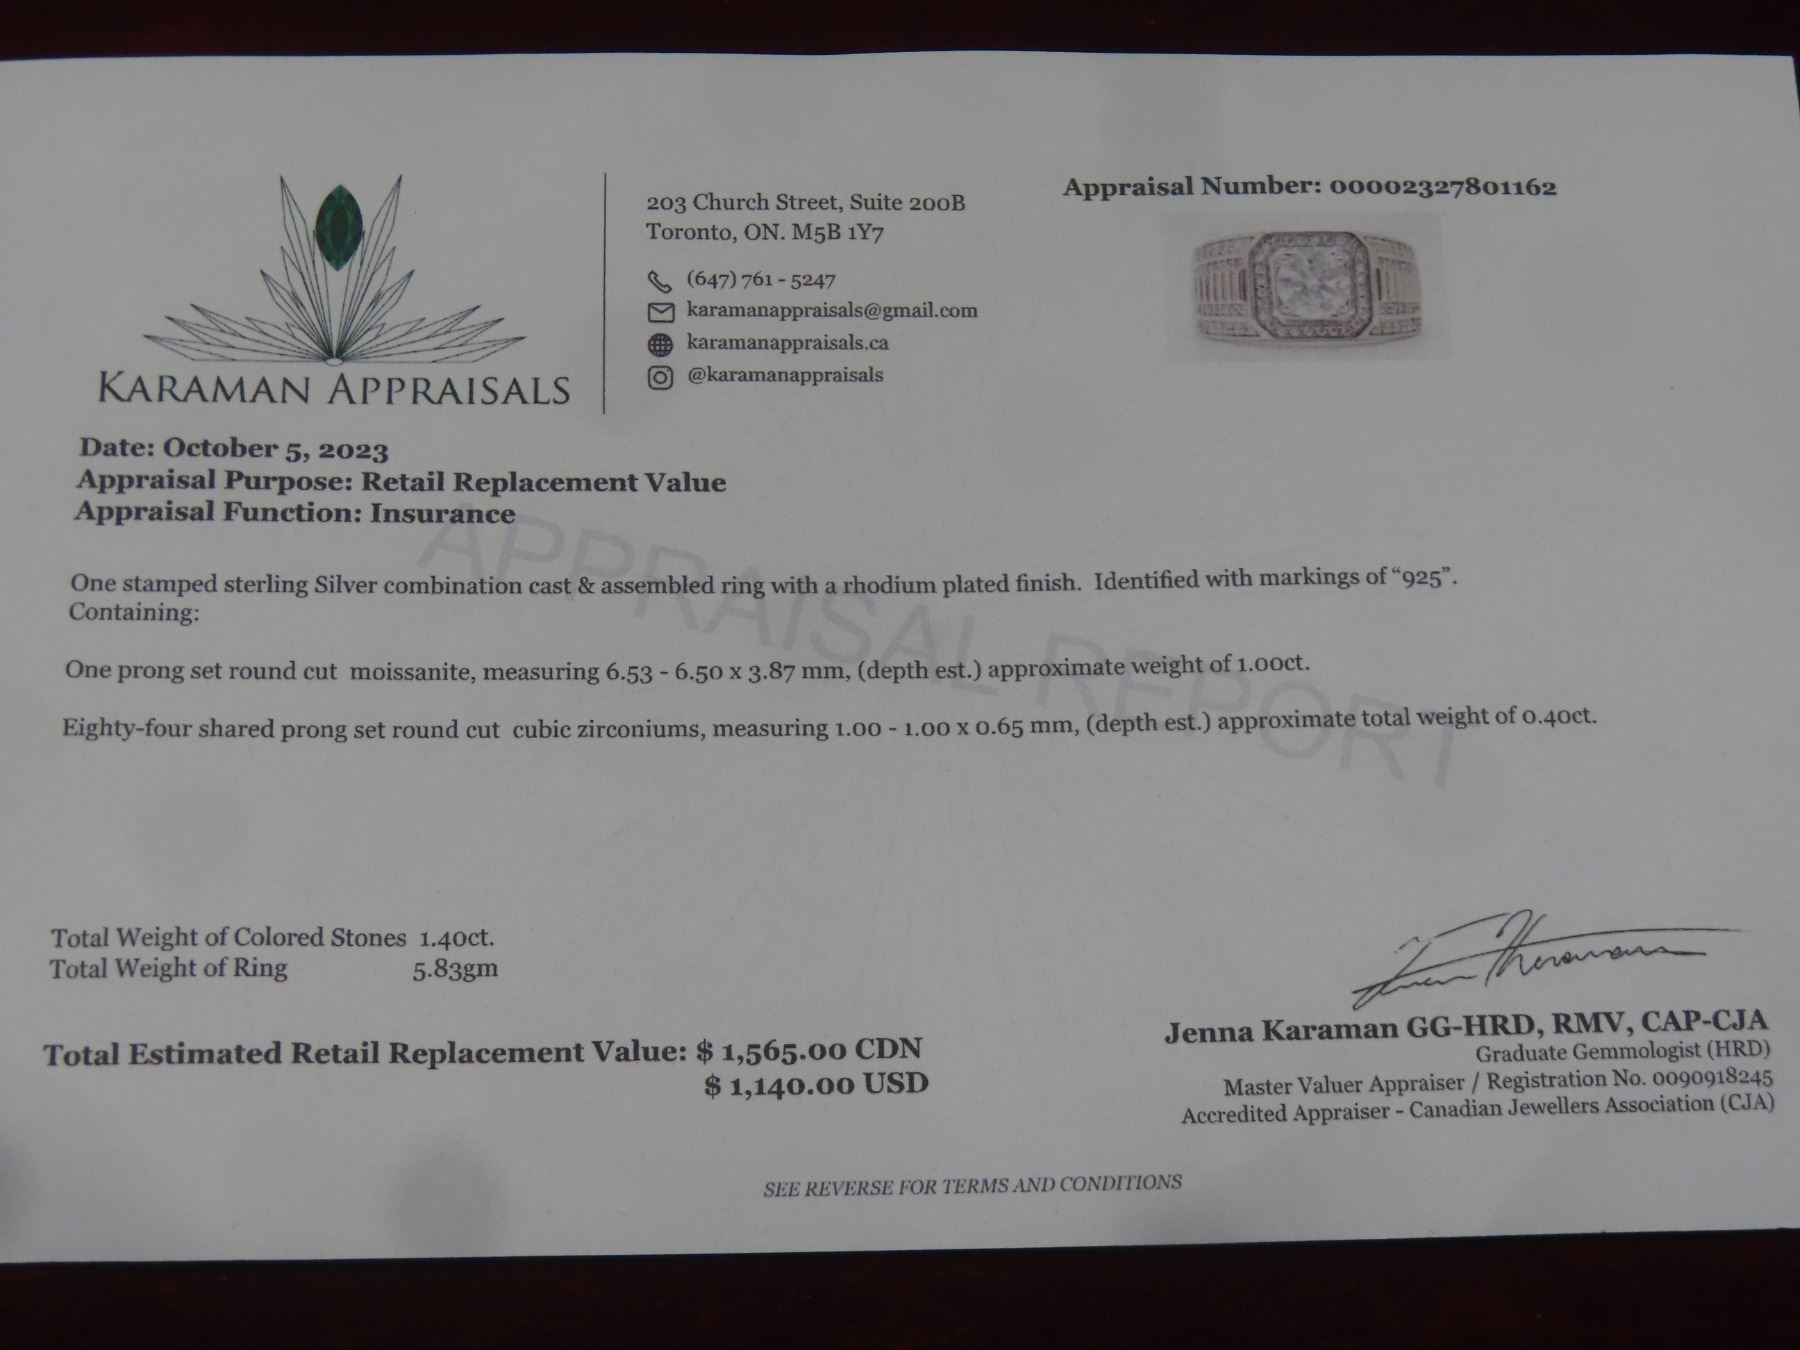 KARAMAN APPRAISALS
203 Church Street, Suite 200B
Toronto, ON. M5B 1Y7
(647) 761 - 5247
karamanappraisals@gmail.com
karamanappraisals.ca
@karamanappraisals
Appraisal Number: 00002327801162
Date: October 5, 2023
Appraisal Purpose: Retail Replacement Value
Appraisal Function: Insurance
APPRAISAL REPORT
One stamped sterling Silver combination cast & assembled ring with a rhodium plated finish. Identified with markings of “925”.
Containing:
One prong set round cut moissanite, measuring 6.53 - 6.50 x 3.87 mm, (depth est.) approximate weight of 1.00ct.
Eighty-four shared prong set round cut cubic zirconiums, measuring 1.00 - 1.00 x 0.65 mm, (depth est.) approximate total weight of 0.40ct.
Total Weight of Colored Stones 1.40ct.
Total Weight of Ring 5.83gm
Total Estimated Retail Replacement Value: $ 1,565.00 CDN
$ 1,140.00 USD
Jenna Karaman GG-HRD, RMV, CAP-CJA
Graduate Gemmologist (HRD)
Master Valuer Appraiser / Registration No. 0090918245
Accredited Appraiser - Canadian Jewellers Association (CJA)
SEE REVERSE FOR TERMS AND CONDITIONS